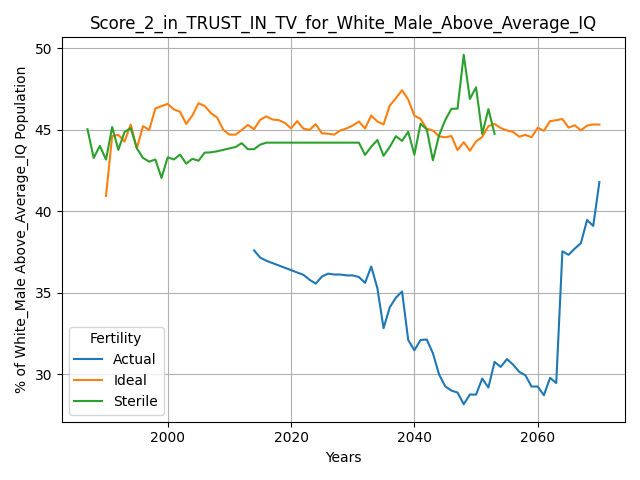 Score_2_in_TRUST_IN_TV_for_White_Male_Above_Average_IQ
% of White_Male Above_Average_IQ Population
50
45
40
35
30
Fertility
Actual
Ideal
Sterile
2000
2020
2040
2060
Years